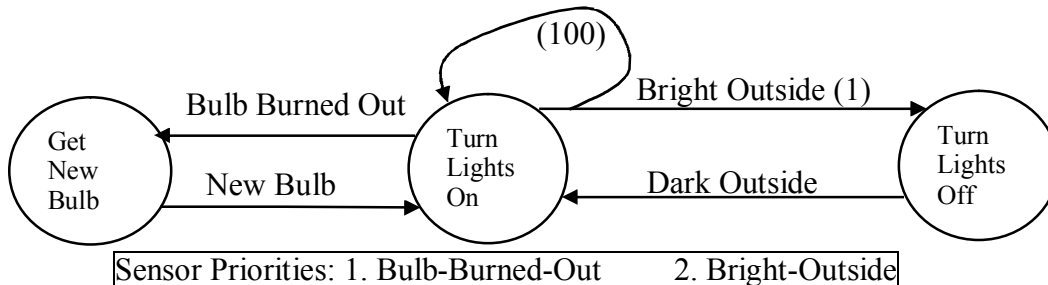 (100)
Bulb Burned Out
Bright Outside (1)
Get
New
Bulb
Turn
Lights
On
Turn
Lights
Off
New Bulb
Dark Outside
Sensor Priorities: 1. Bulb-Burned-Out 2. Bright-Outside